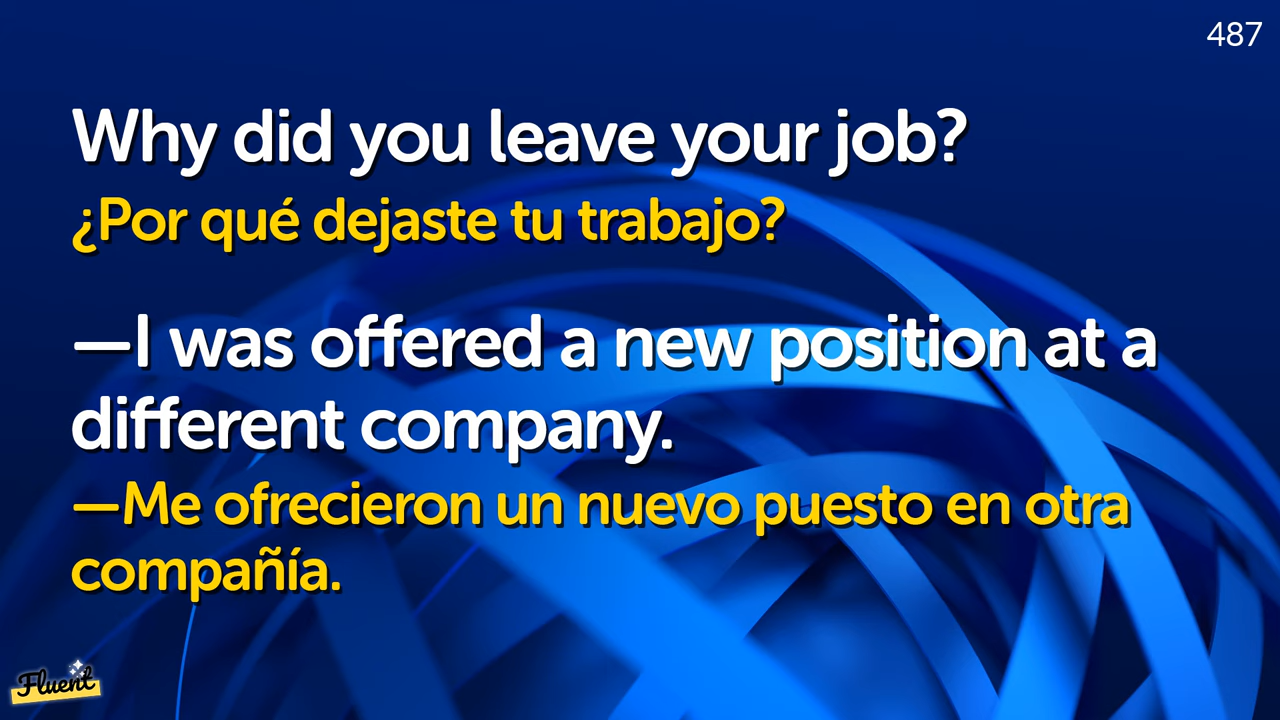 487
Why did you leave your job?
¿Por qué dejaste tu trabajo?
—I was offered a new position at a
different company.
—Me ofrecieron un nuevo puesto en otra
compañía.
Fluent